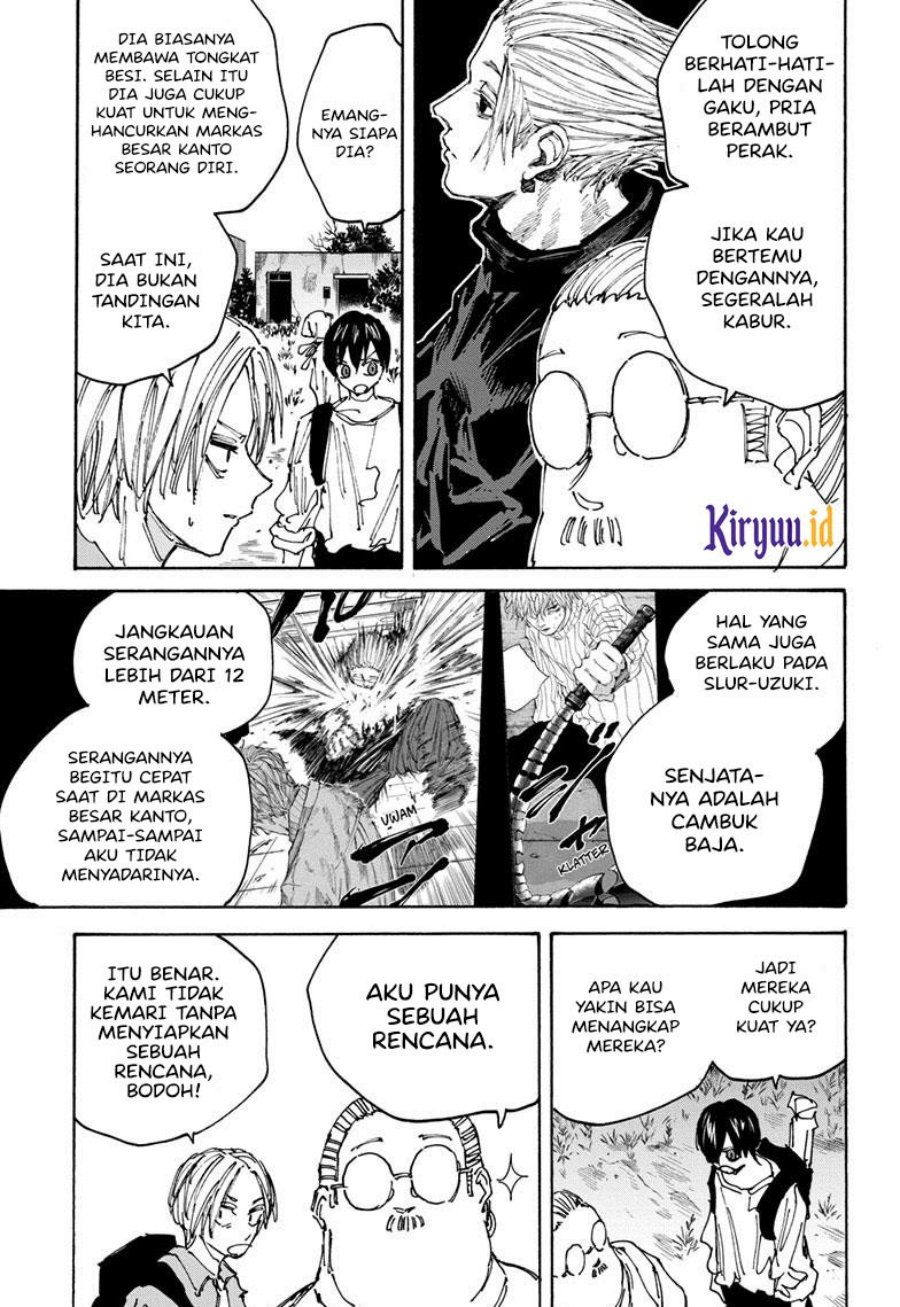 TOLONG
BERHATI-HATI-
LAH DENGAN
GAKU, PRIA
BERAMBUT
PERAK.
JIKA KAU
BERTEMU
DENGANNYA,
SEGERALAH
KABUR.
EMANG-
NYA SIAPA
DIA?
DIA BIASANYA
MEMBAWA TONGKAT
BESI. SELAIN ITU
DIA JUGA CUKUP
KUAT UNTUK MENG-
HANCURKAN MARKAS
BESAR KANTO
SEORANG DIRI.
SAAT INI,
DIA BUKAN
TANDINGAN
KITA.
Kiryuu.id
HAL YANG
SAMA JUGA
BERLAKU PADA
SLUR-UZUKI.
SENJATA-
NYA ADALAH
CAMBUK
BAJA.
KLATTER
UWAM
JANGKAUAN
SERANGANNYA
LEBIH DARI 12
METER.
SERANGANNYA
BEGITU CEPAT
SAAT DI MARKAS
BESAR KANTO,
SAMPAI-SAMPAI
AKU TIDAK
MENYADARINYA.
JADI
MEREKA
CUKUP
KUAT YA?
APA KAU
YAKIN BISA
MENANGKAP
MEREKA?
AKU PUNYA
SEBUAH
RENCANA.
ITU BENAR.
KAMI TIDAK
KEMARI TANPA
MENYIAPKAN
SEBUAH
RENCANA,
BODOH!